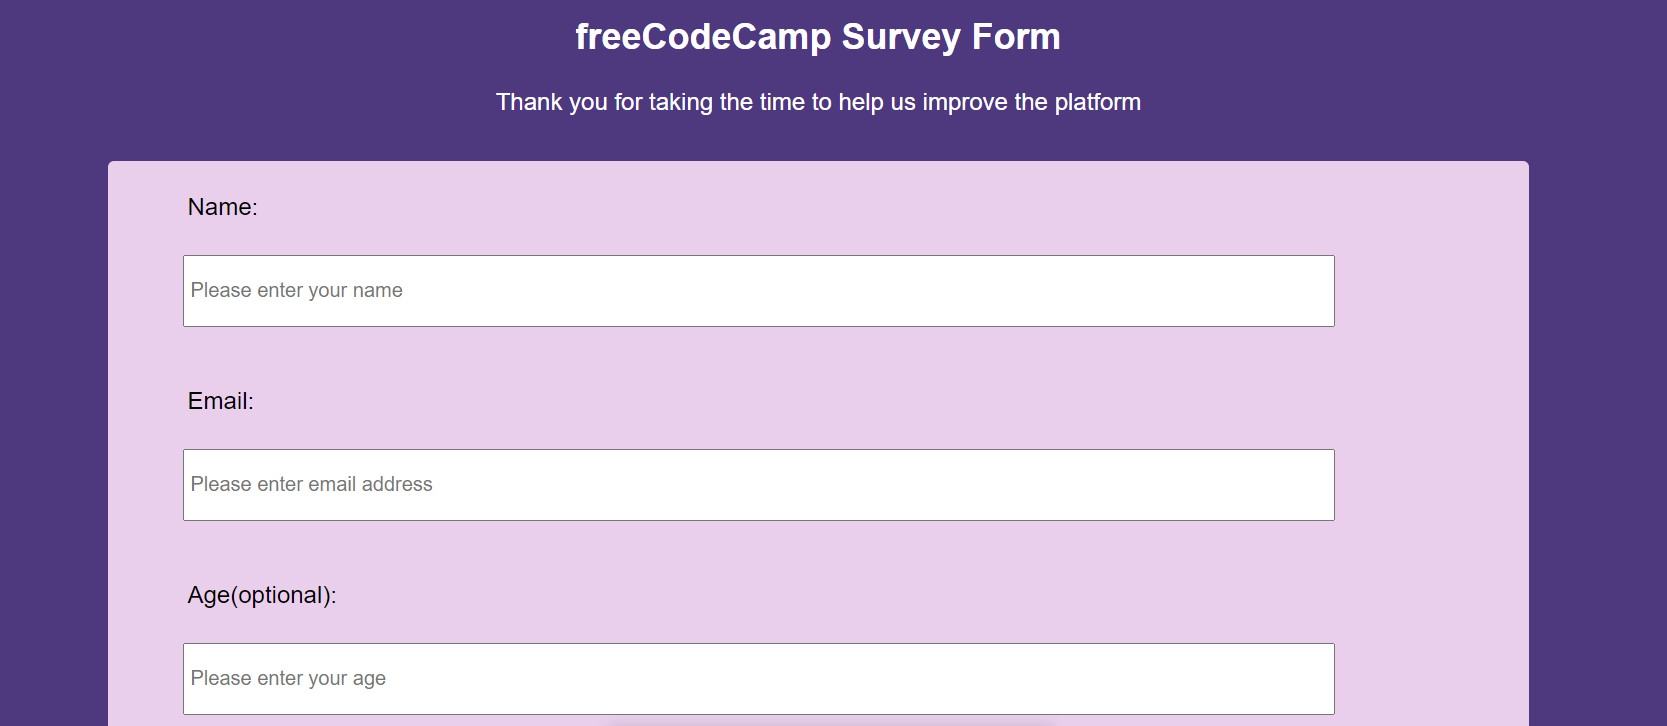 freeCodeCamp Survey Form
Thank you for taking the time to help us improve the platform
Name:
Please enter your name
Email:
Please enter email address
Age(optional):
Please enter your age